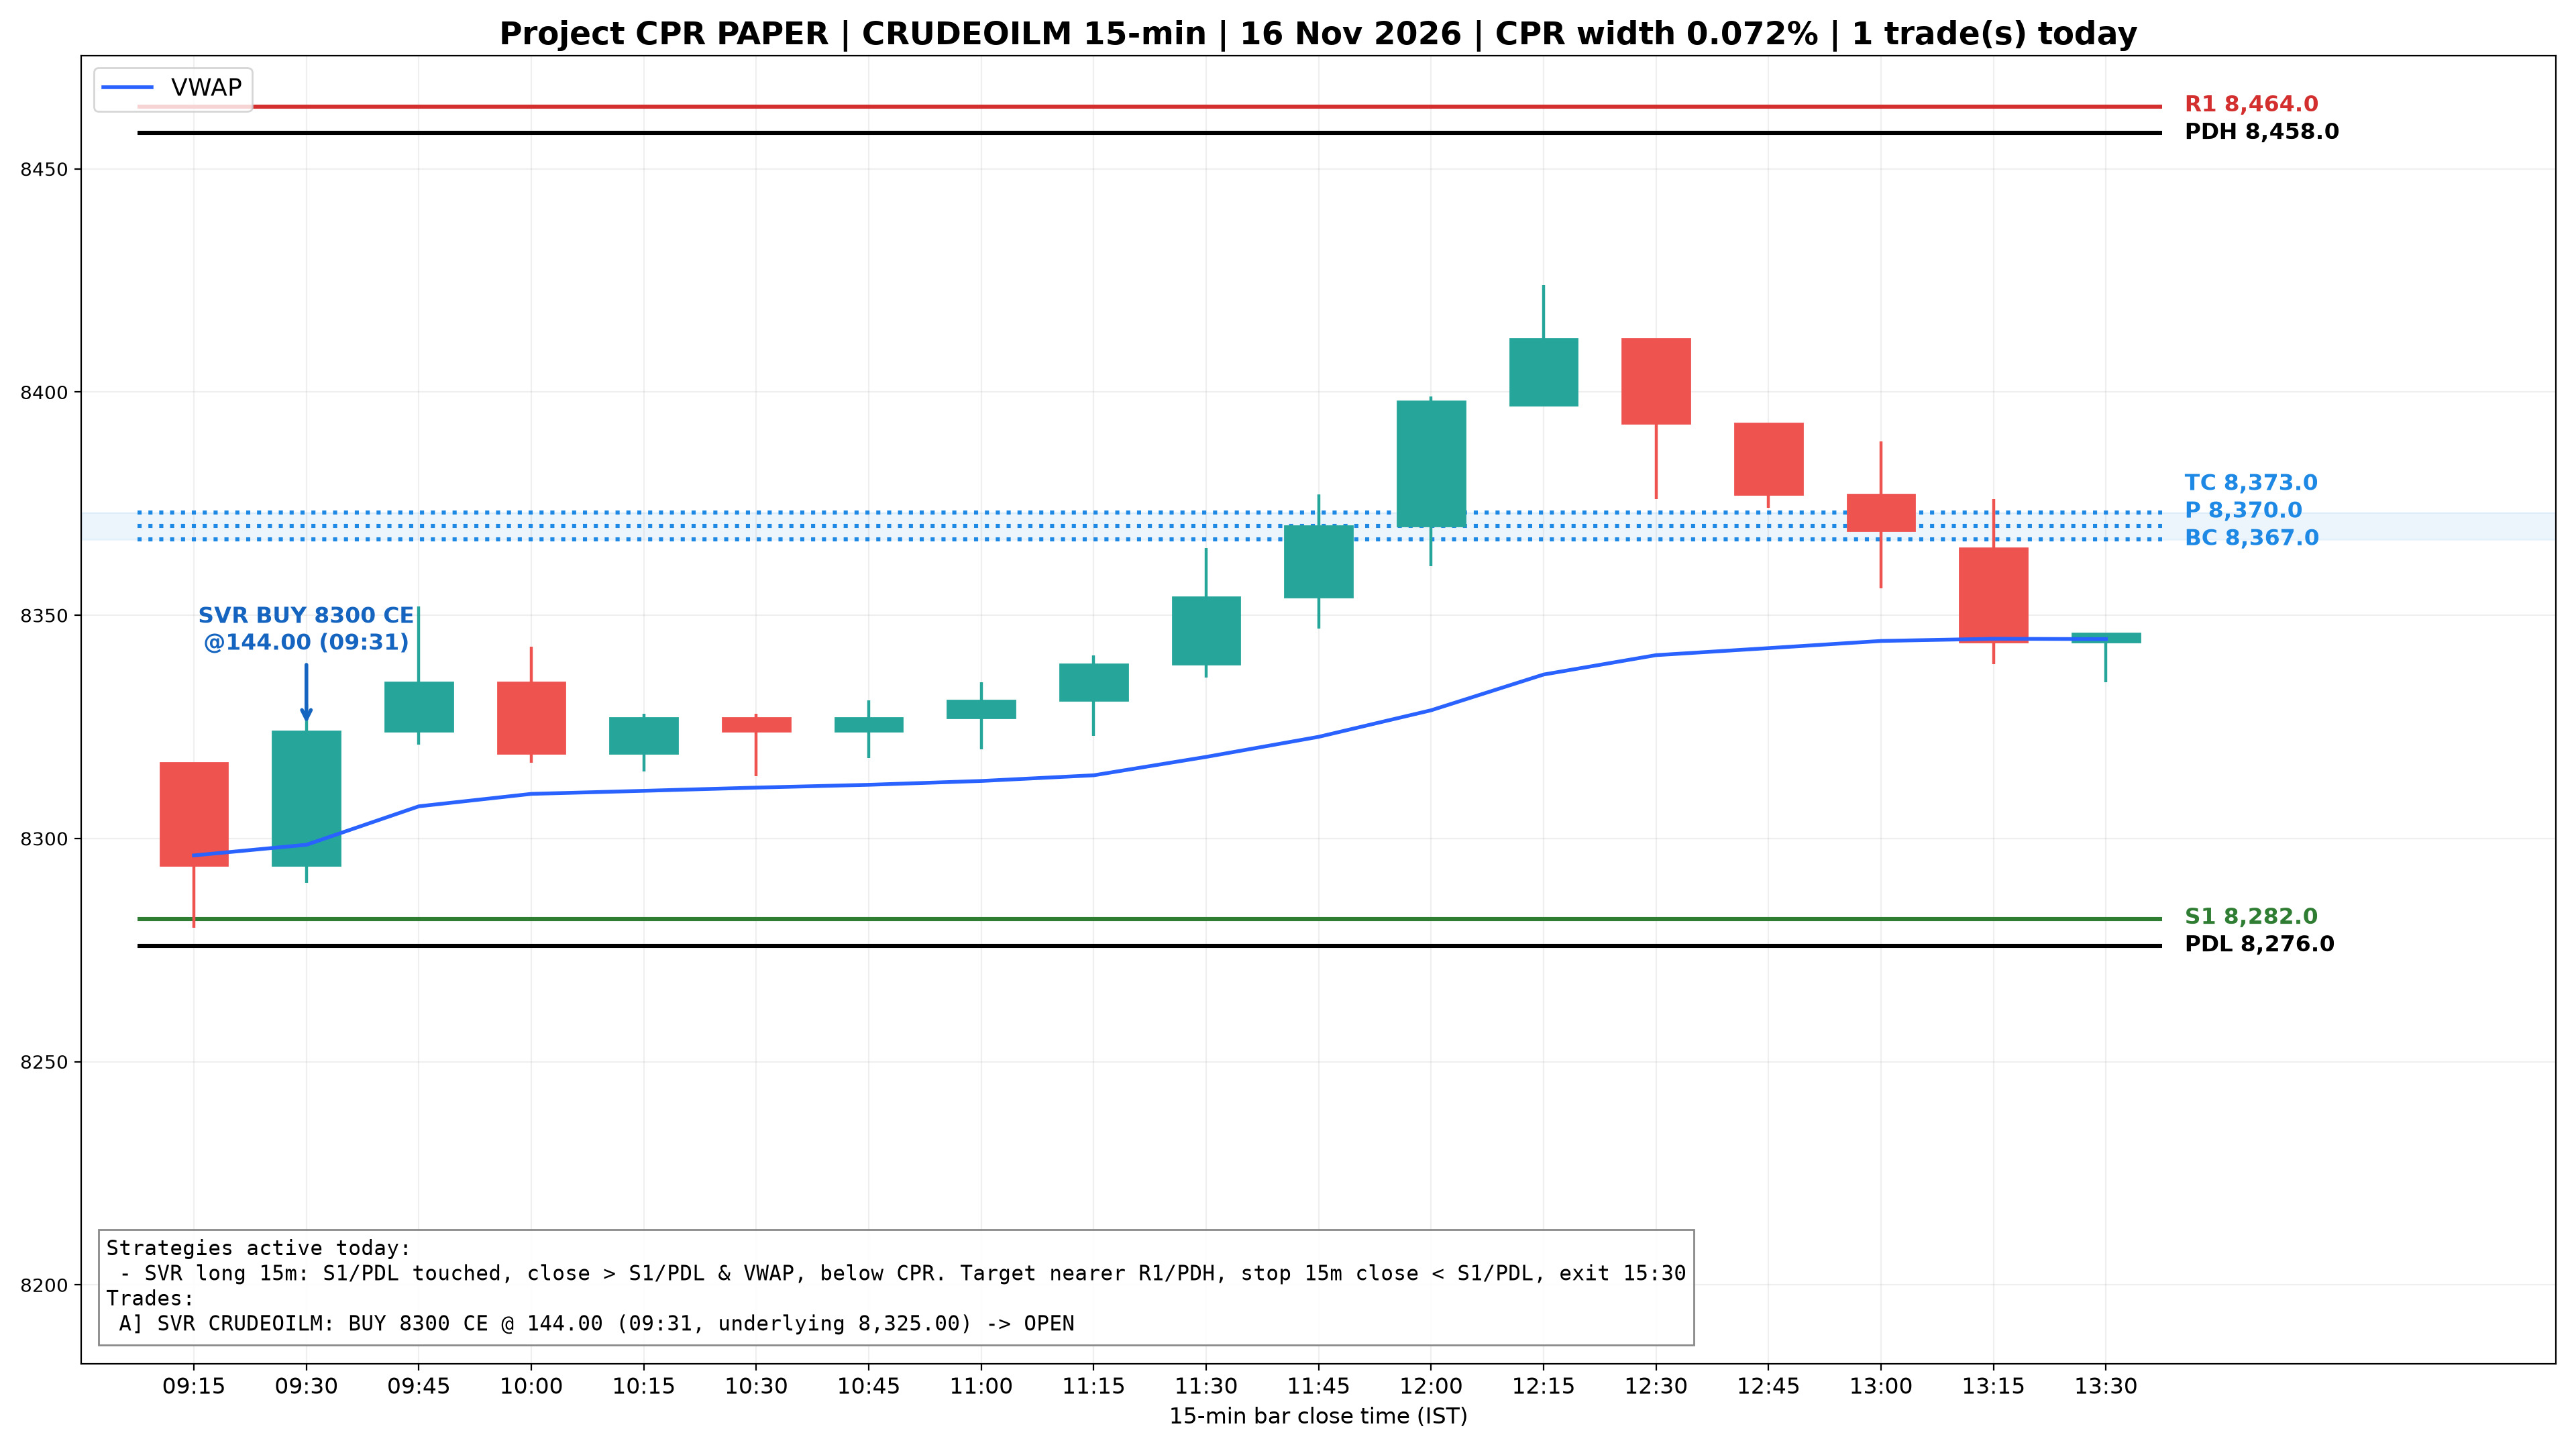 Project CPR PAPER | CRUDEOILM 15-min | 16 Nov 2026 | CPR width 0.072% | 1 trade(s) today
VWAP
R1 8,464.0
PDH 8,458.0
8450
8400
TC 8,373.0
P 8,370.0
BC 8,367.0
8350
SVR BUY 8300 CE
@144.00 (09:31)
8300
S1 8,282.0
PDL 8,276.0
8250
8200
Strategies active today:
- SVR long 15m: S1/PDL touched, close > S1/PDL & VWAP, below CPR. Target nearer R1/PDH, stop 15m close < S1/PDL, exit 15:30
Trades:
A] SVR CRUDEOILM: BUY 8300 CE @ 144.00 (09:31, underlying 8,325.00) -> OPEN
09:15 09:30 09:45 10:00 10:15 10:30 10:45 11:00 11:15 11:30 11:45 12:00 12:15 12:30 12:45 13:00 13:15 13:30
15-min bar close time (IST)